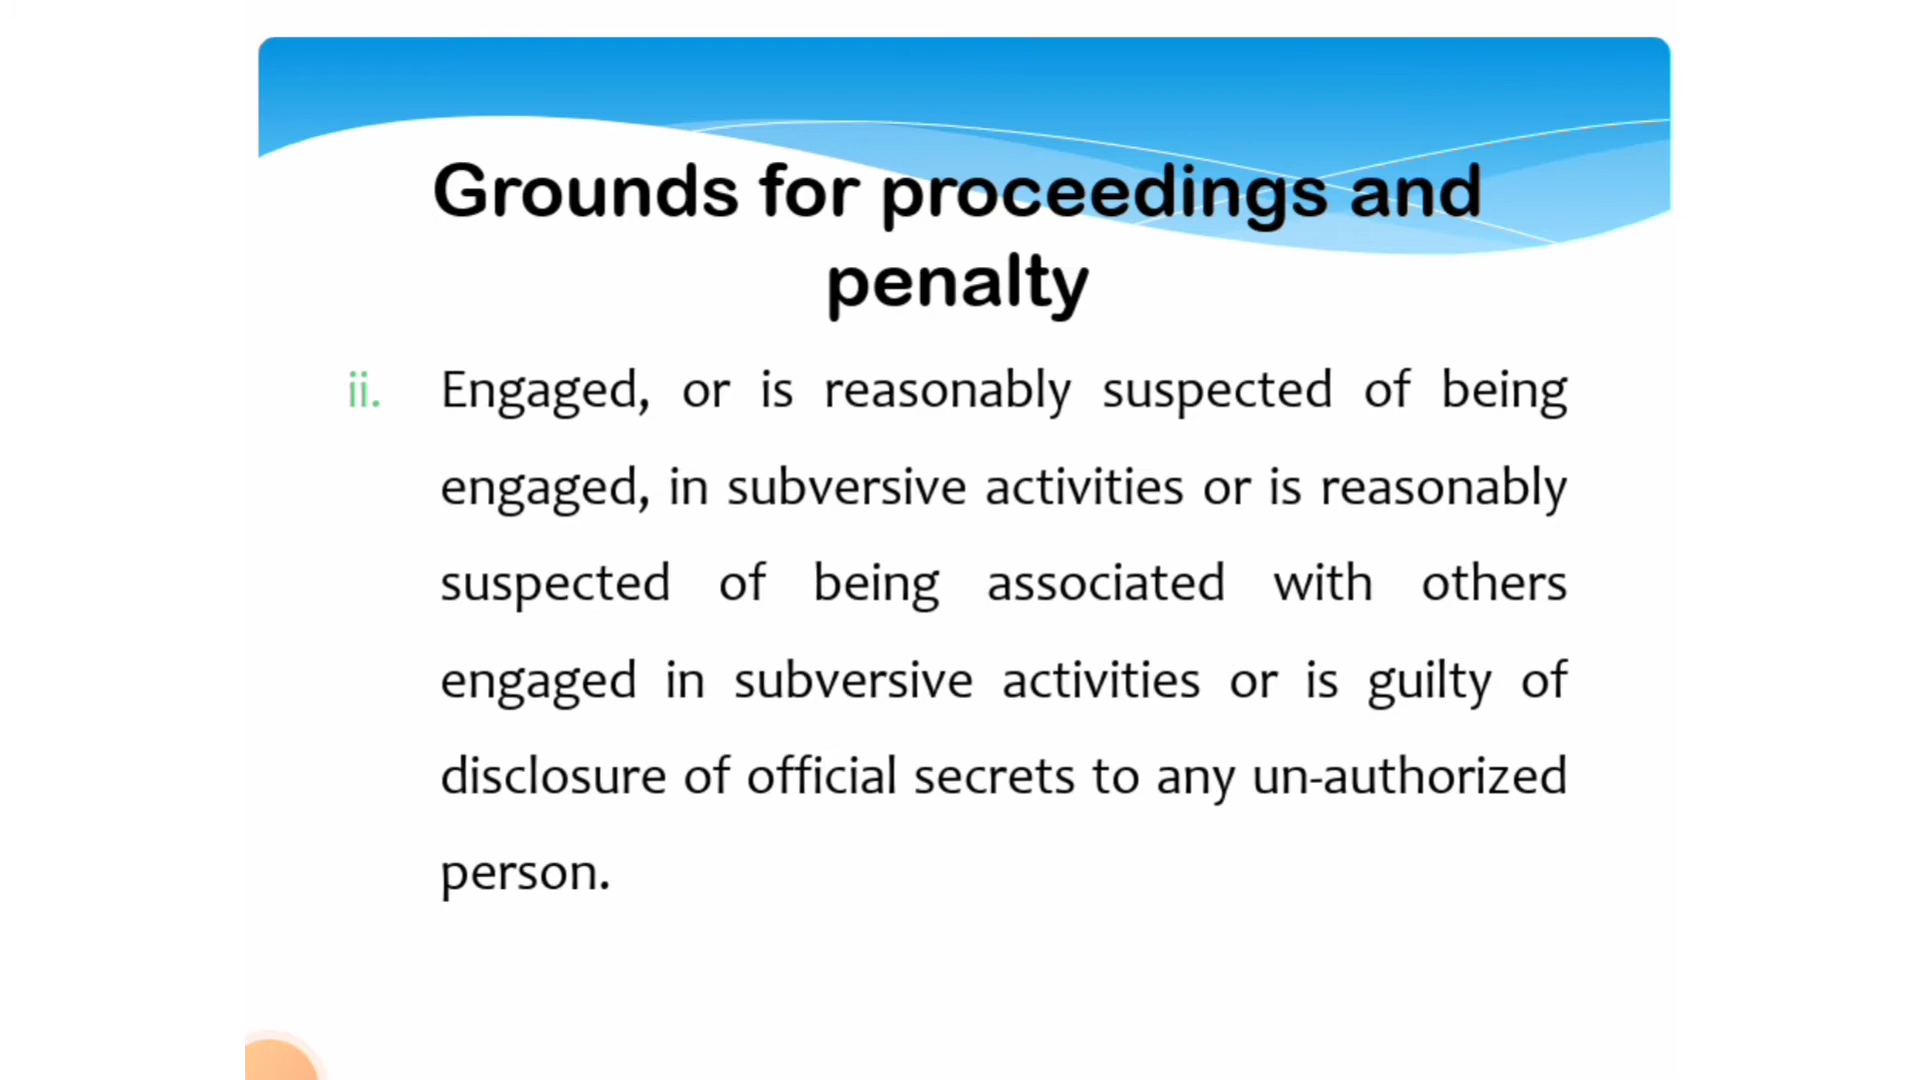 Grounds for proceedings and
penalty
ii. Engaged, or is reasonably suspected of being
engaged, in subversive activities or is reasonably
suspected of being associated with others
engaged in subversive activities or is guilty of
disclosure of official secrets to any un-authorized
person.